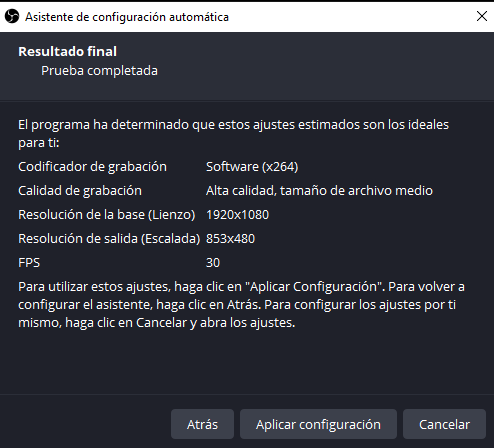 Asistente de configuración automática
Resultado final
Prueba completada
El programa ha determinado que estos ajustes estimados son los ideales
para ti:
Codificador de grabación Software (x264)
Calidad de grabación Alta calidad, tamaño de archivo medio
Resolución de la base (Lienzo) 1920x1080
Resolución de salida (Escalada) 853x480
FPS 30
Para utilizar estos ajustes, haga clic en "Aplicar Configuración". Para volver a
configurar el asistente, haga clic en Atrás. Para configurar los ajustes por ti
mismo, haga clic en Cancelar y abra los ajustes.
Atrás Aplicar configuración Cancelar